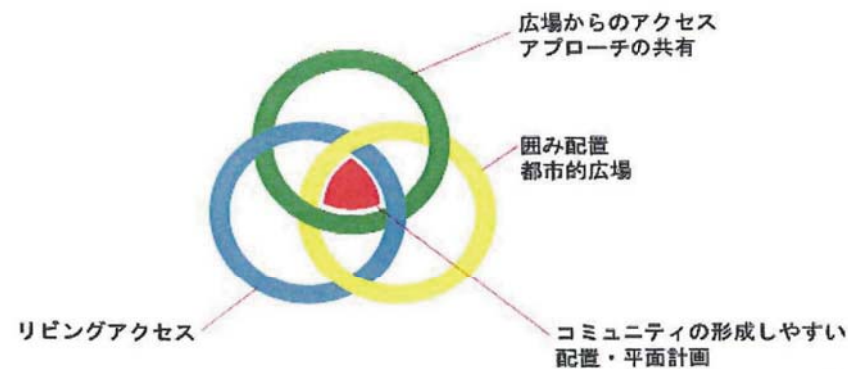 広場からのアクセス
アプローチの共有
囲み配置
都市的広場
リビングアクセス
コミュニティの形成しやすい
配置・平面計画